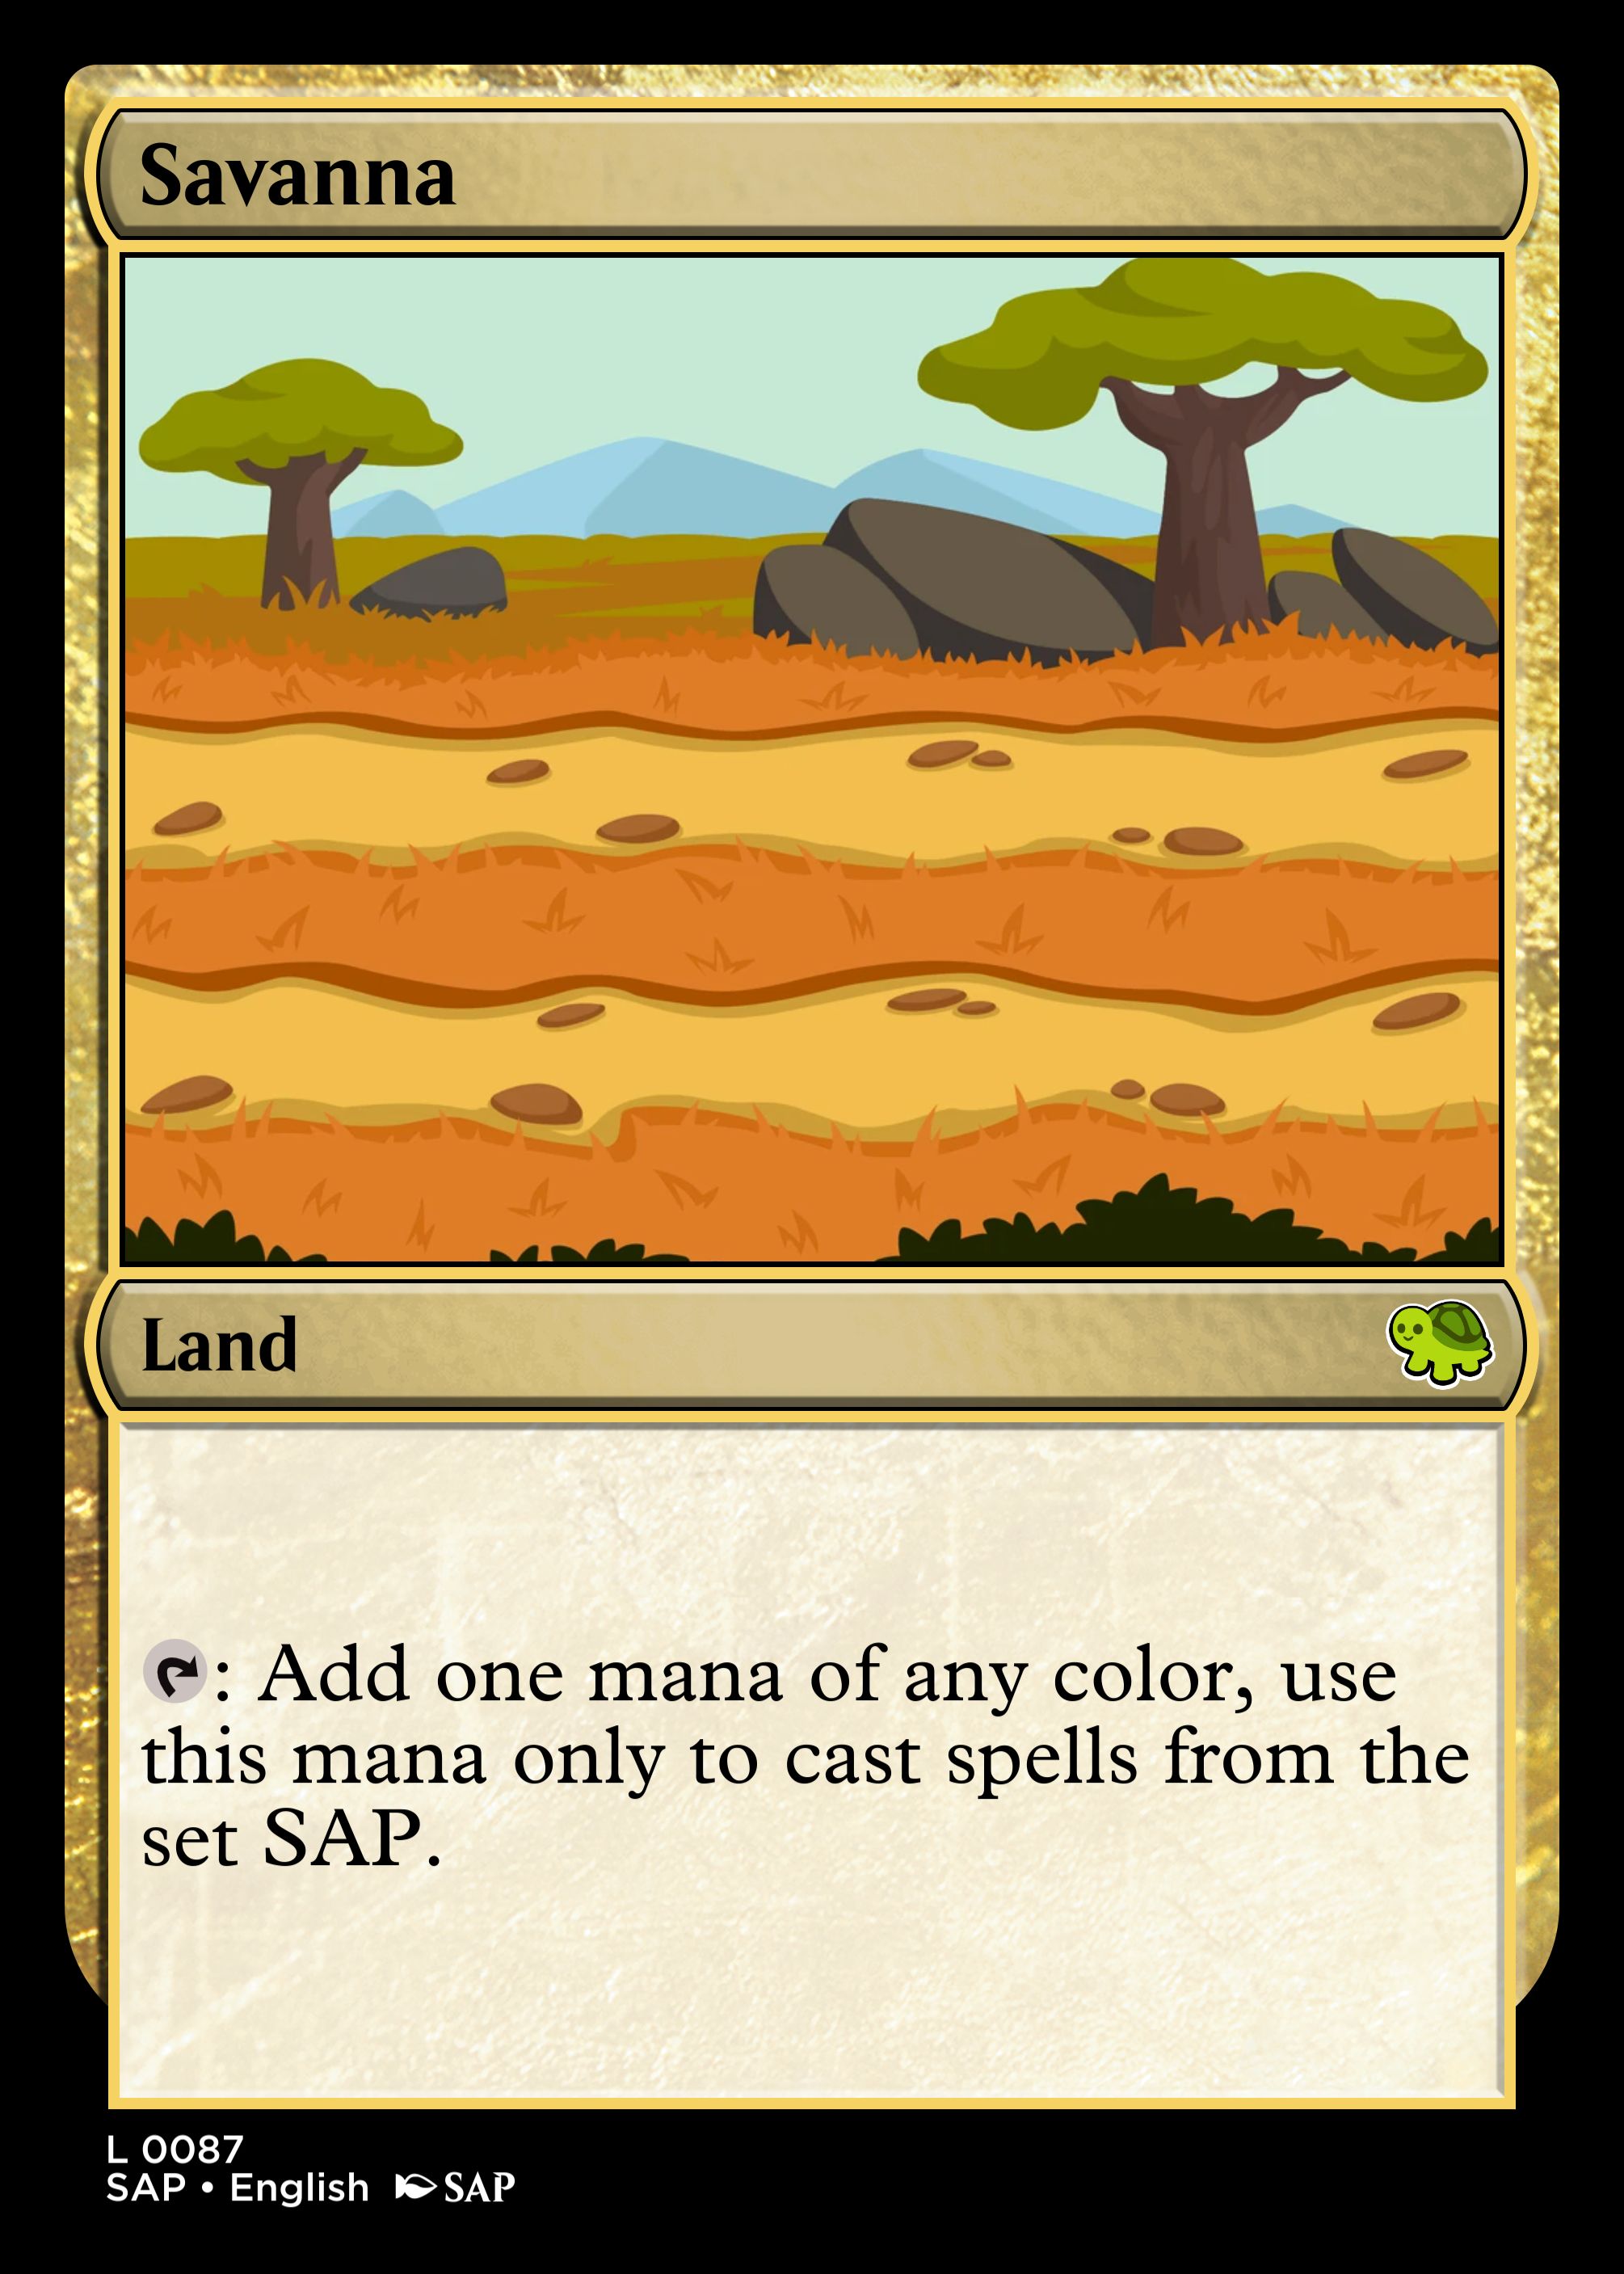 Savanna
Land
: Add one mana of any color, use
this mana only to cast spells from the
set SAP.
L 0087
SAP • English SAP